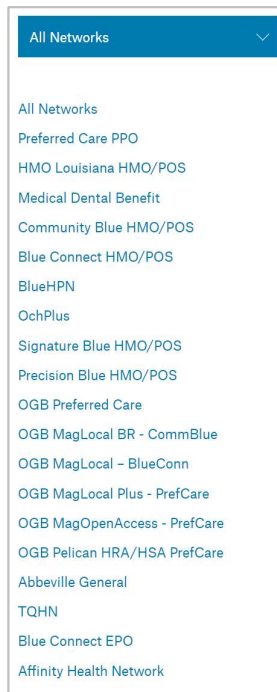 All Networks
All Networks
Preferred Care PPO
HMO Louisiana HMO/POS
Medical Dental Benefit
Community Blue HMO/POS
Blue Connect HMO/POS
BlueHPN
OchPlus
Signature Blue HMO/POS
Precision Blue HMO/POS
OGB Preferred Care
OGB MagLocal BR - CommBlue
OGB MagLocal – BlueConn
OGB MagLocal Plus - PrefCare
OGB MagOpenAccess - PrefCare
OGB Pelican HRA/HSA PrefCare
Abbeville General
TQHN
Blue Connect EPO
Affinity Health Network